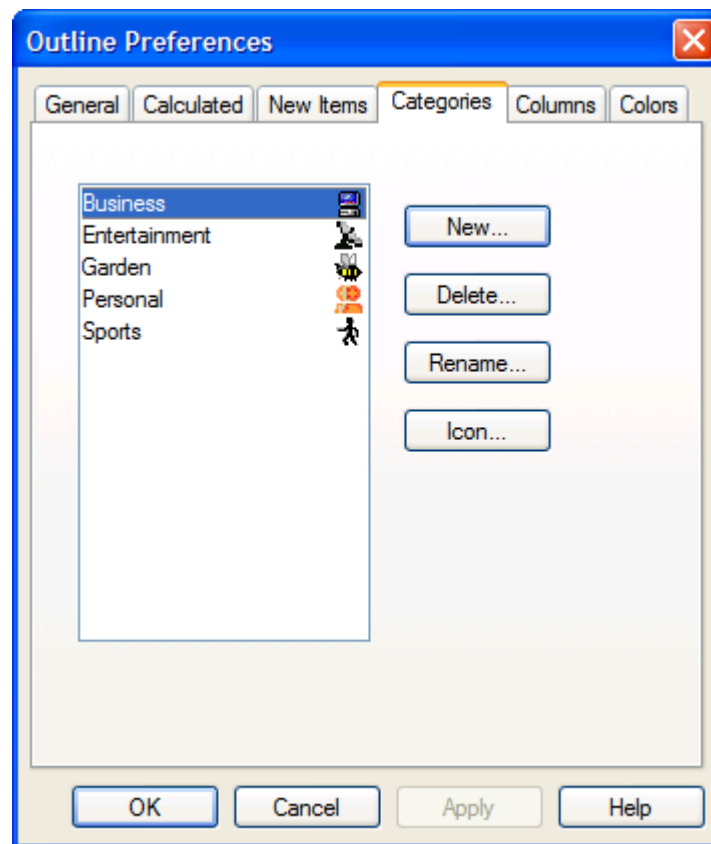 Outline Preferences
General Calculated New Items Categories Columns Colors
Business
Entertainment
Garden
Personal
Sports
New...
Delete...
Rename...
Icon...
OK Cancel Apply Help